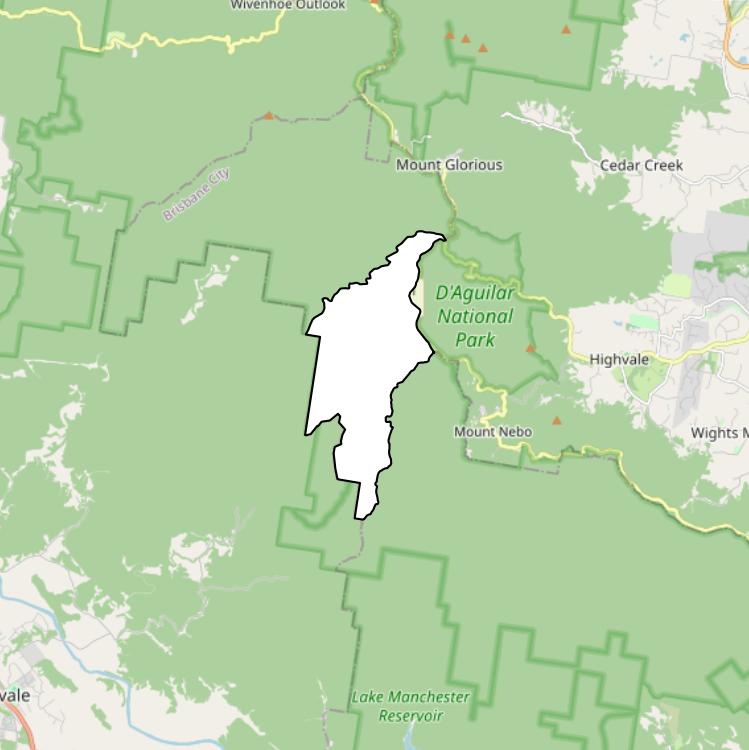 Wivenhoe Outlook
Mount Glorious
Cedar Creek
Brisbane City
D'Aguilar
National
Park
Highvale
Mount Nebo
Wights M
Lake Manchester
Reservoir
vale